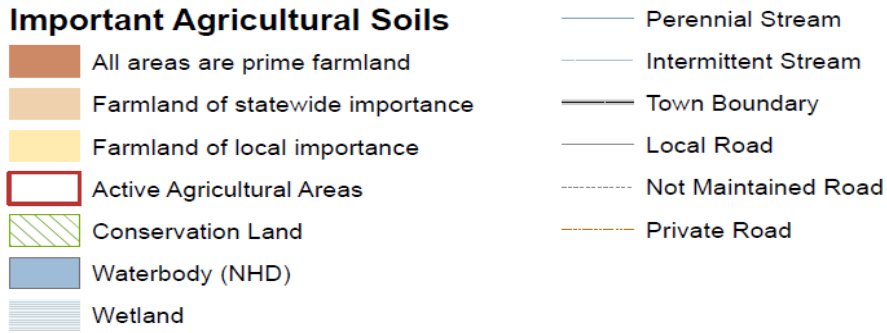 Important Agricultural Soils
All areas are prime farmland
Farmland of statewide importance
Farmland of local importance
Active Agricultural Areas
Conservation Land
Waterbody (NHD)
Wetland
Perennial Stream
Intermittent Stream
Town Boundary
Local Road
Not Maintained Road
Private Road